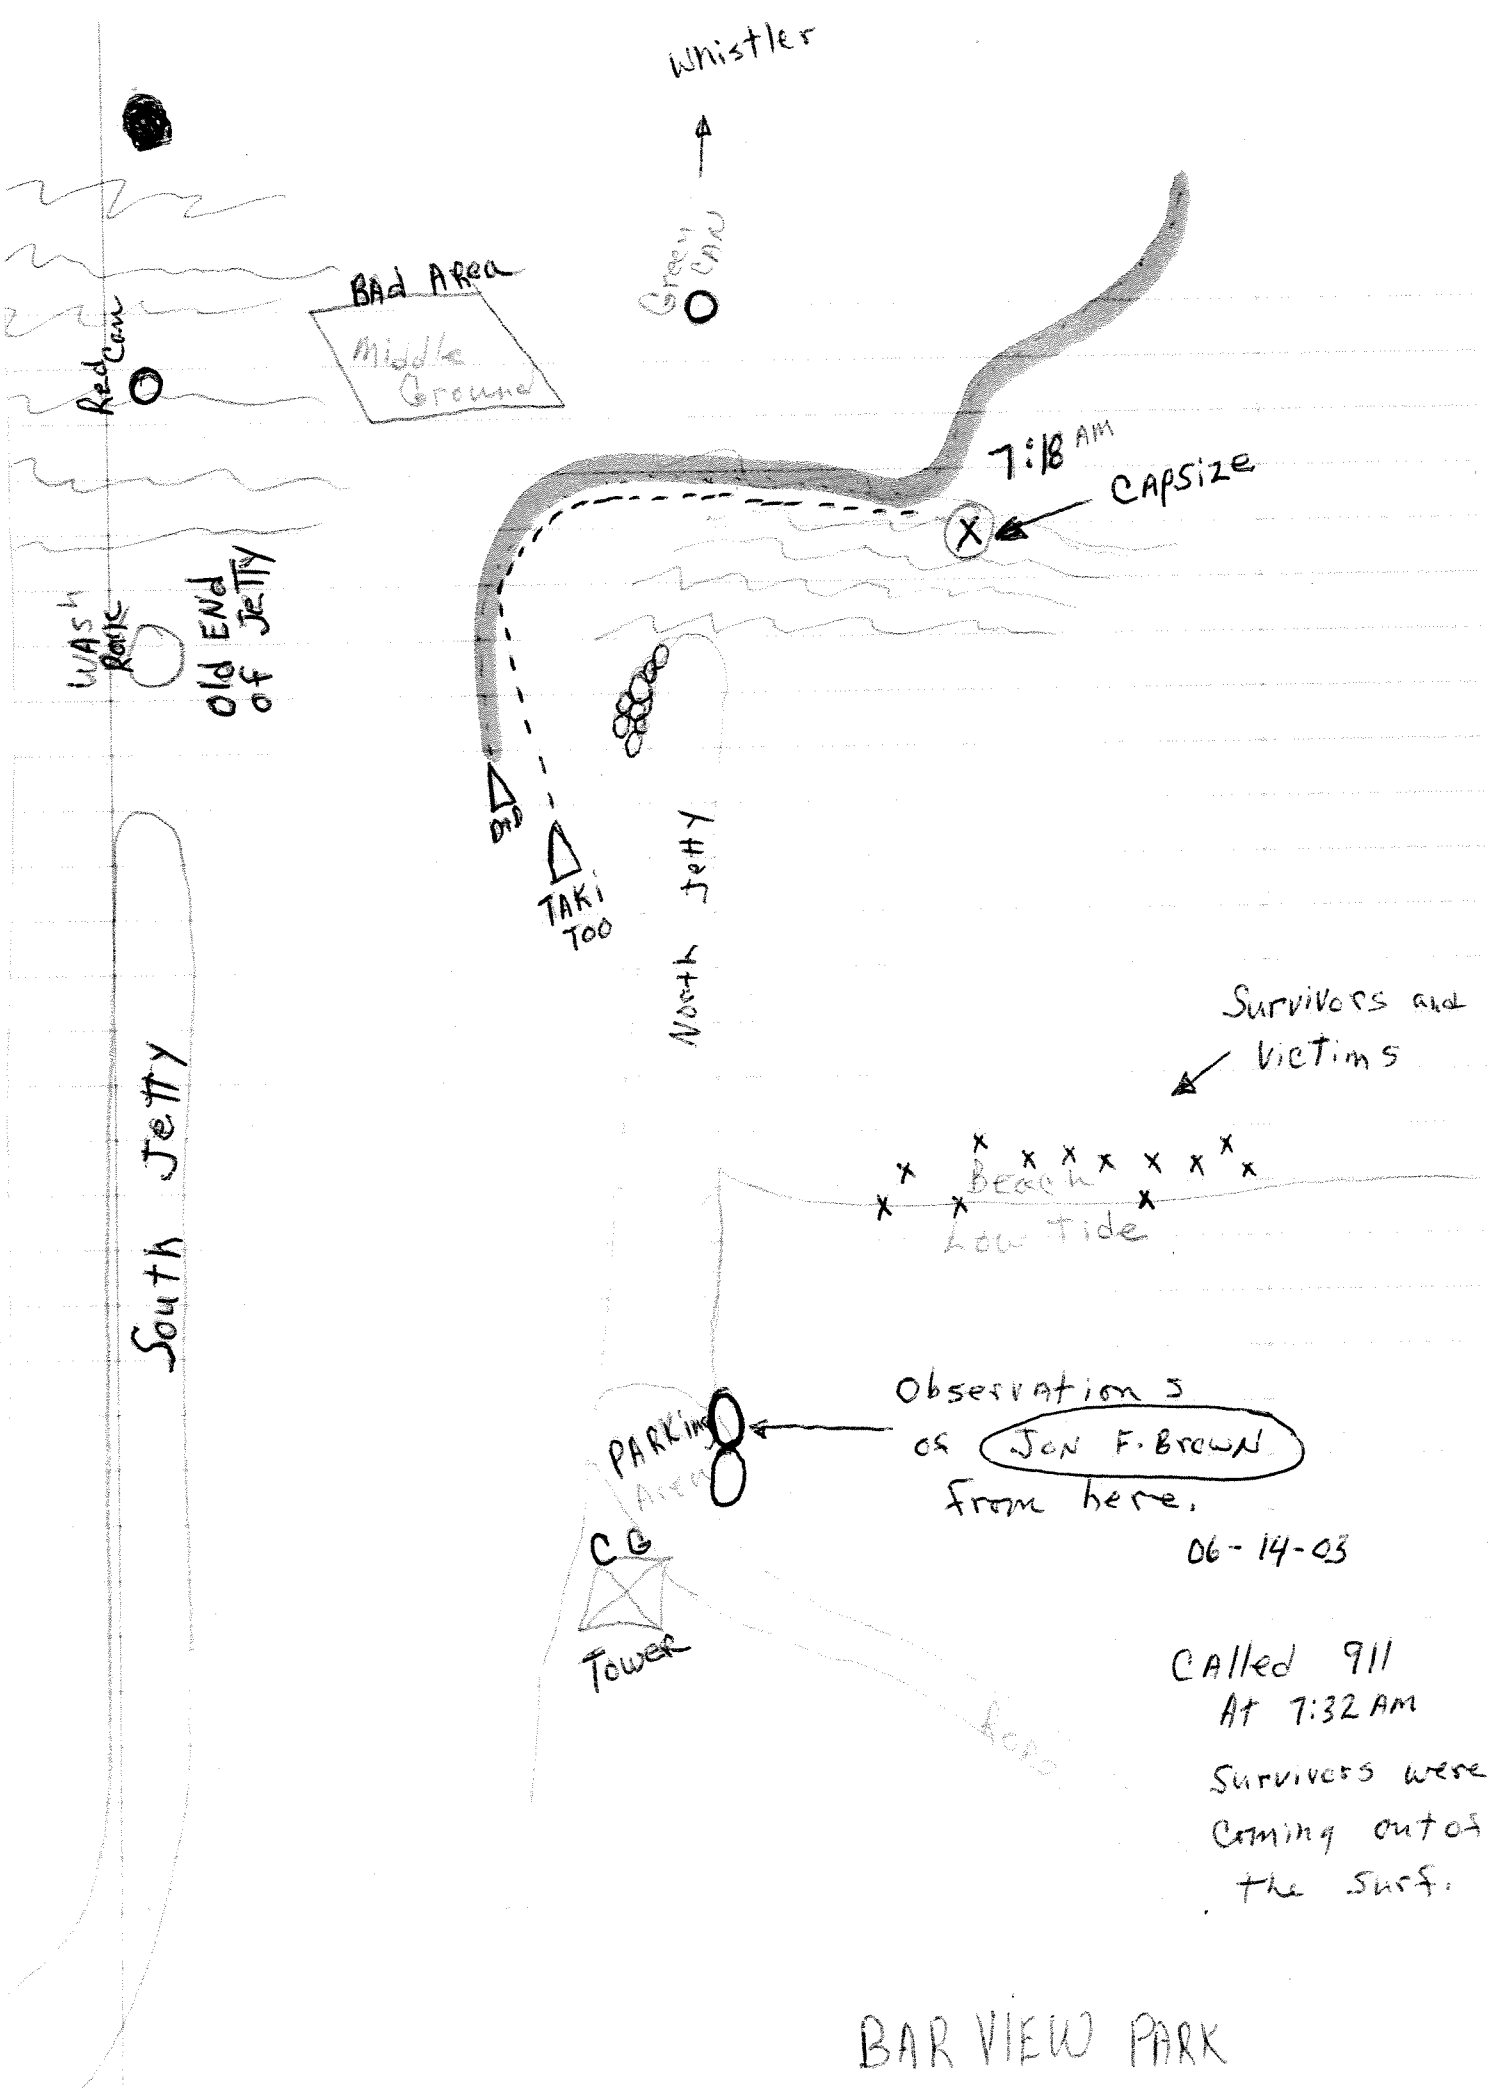 Whistler
Green
CAN
BAd AREA
Middle
Ground
Red
Can
7:18 AM
CAPSIZE
WAsh
Rock
Old ENd
of JeTTy
D&D
TAKi
TOO
North Jetty
South JeTTy
Survivors and
Victims
Beach
Low Tide
Observations
of JON F. BROWN
from here.
06-14-03
PARKing
Area
CG
Tower
ROAD
CAlled 911
At 7:32 AM
Survivors were
coming out of
the surf.
BAR VIEW PARK